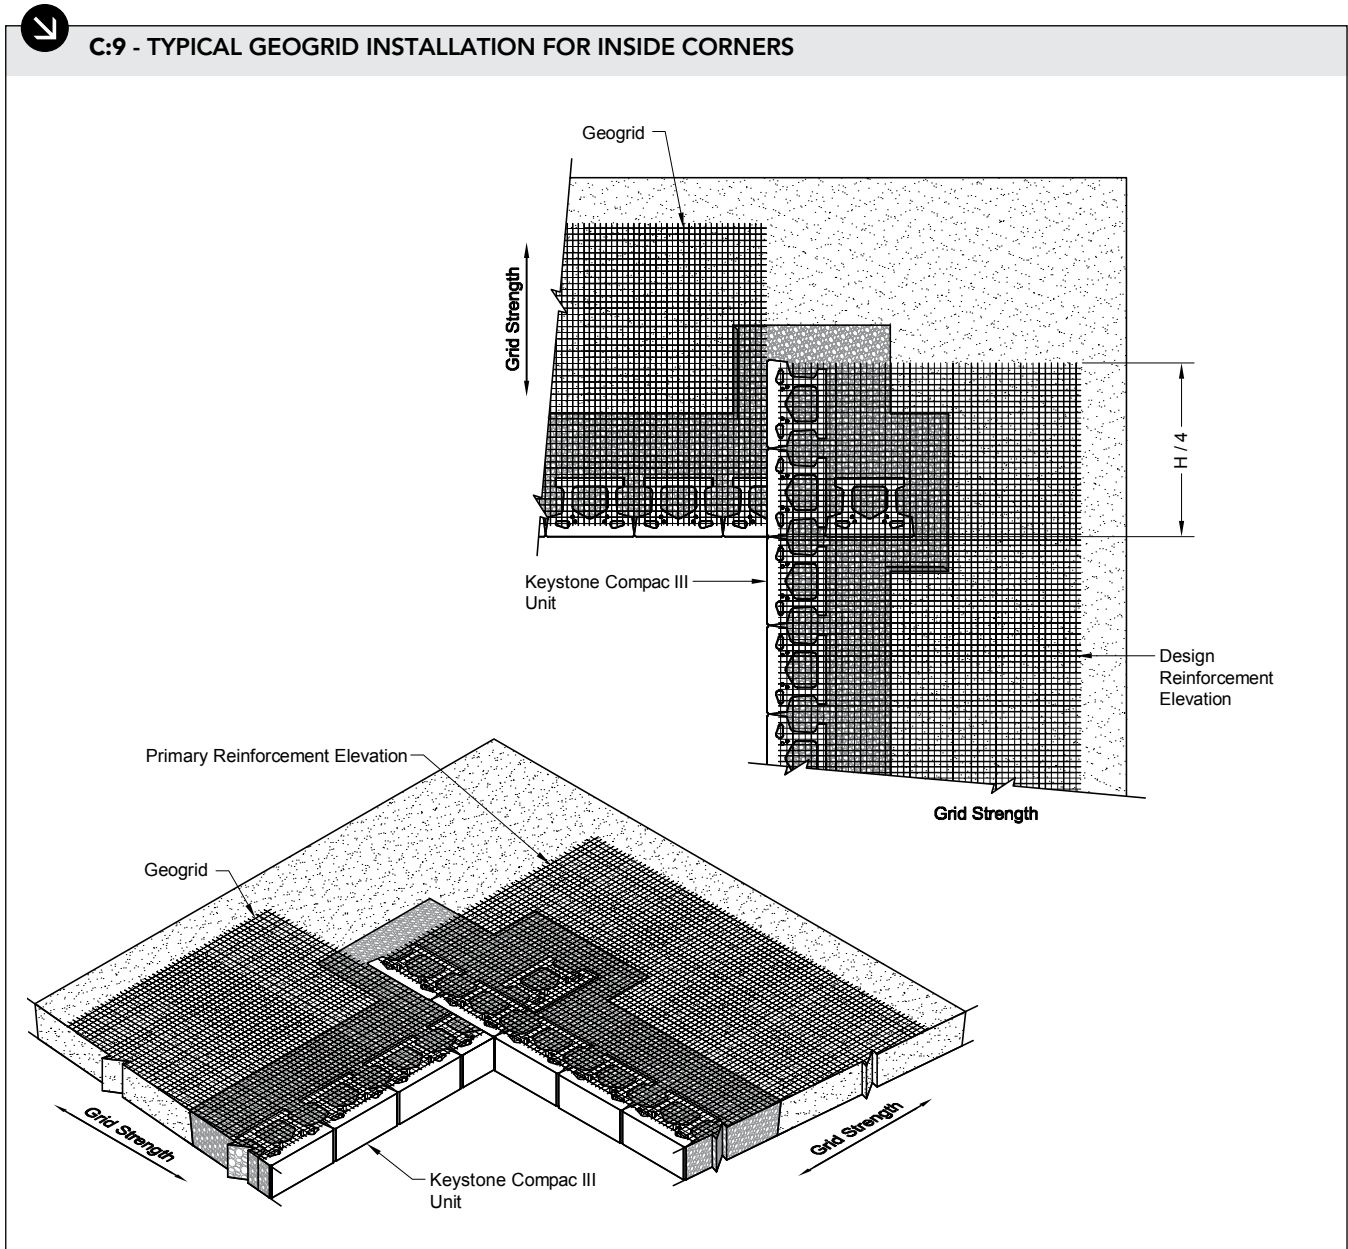 C:9 - TYPICAL GEOGRID INSTALLATION FOR INSIDE CORNERS
Geogrid
Grid Strength
H / 4
Keystone Compac III
Unit
Design
Reinforcement
Elevation
Grid Strength
Primary Reinforcement Elevation
Geogrid
Grid Strength
Grid Strength
Keystone Compac III
Unit